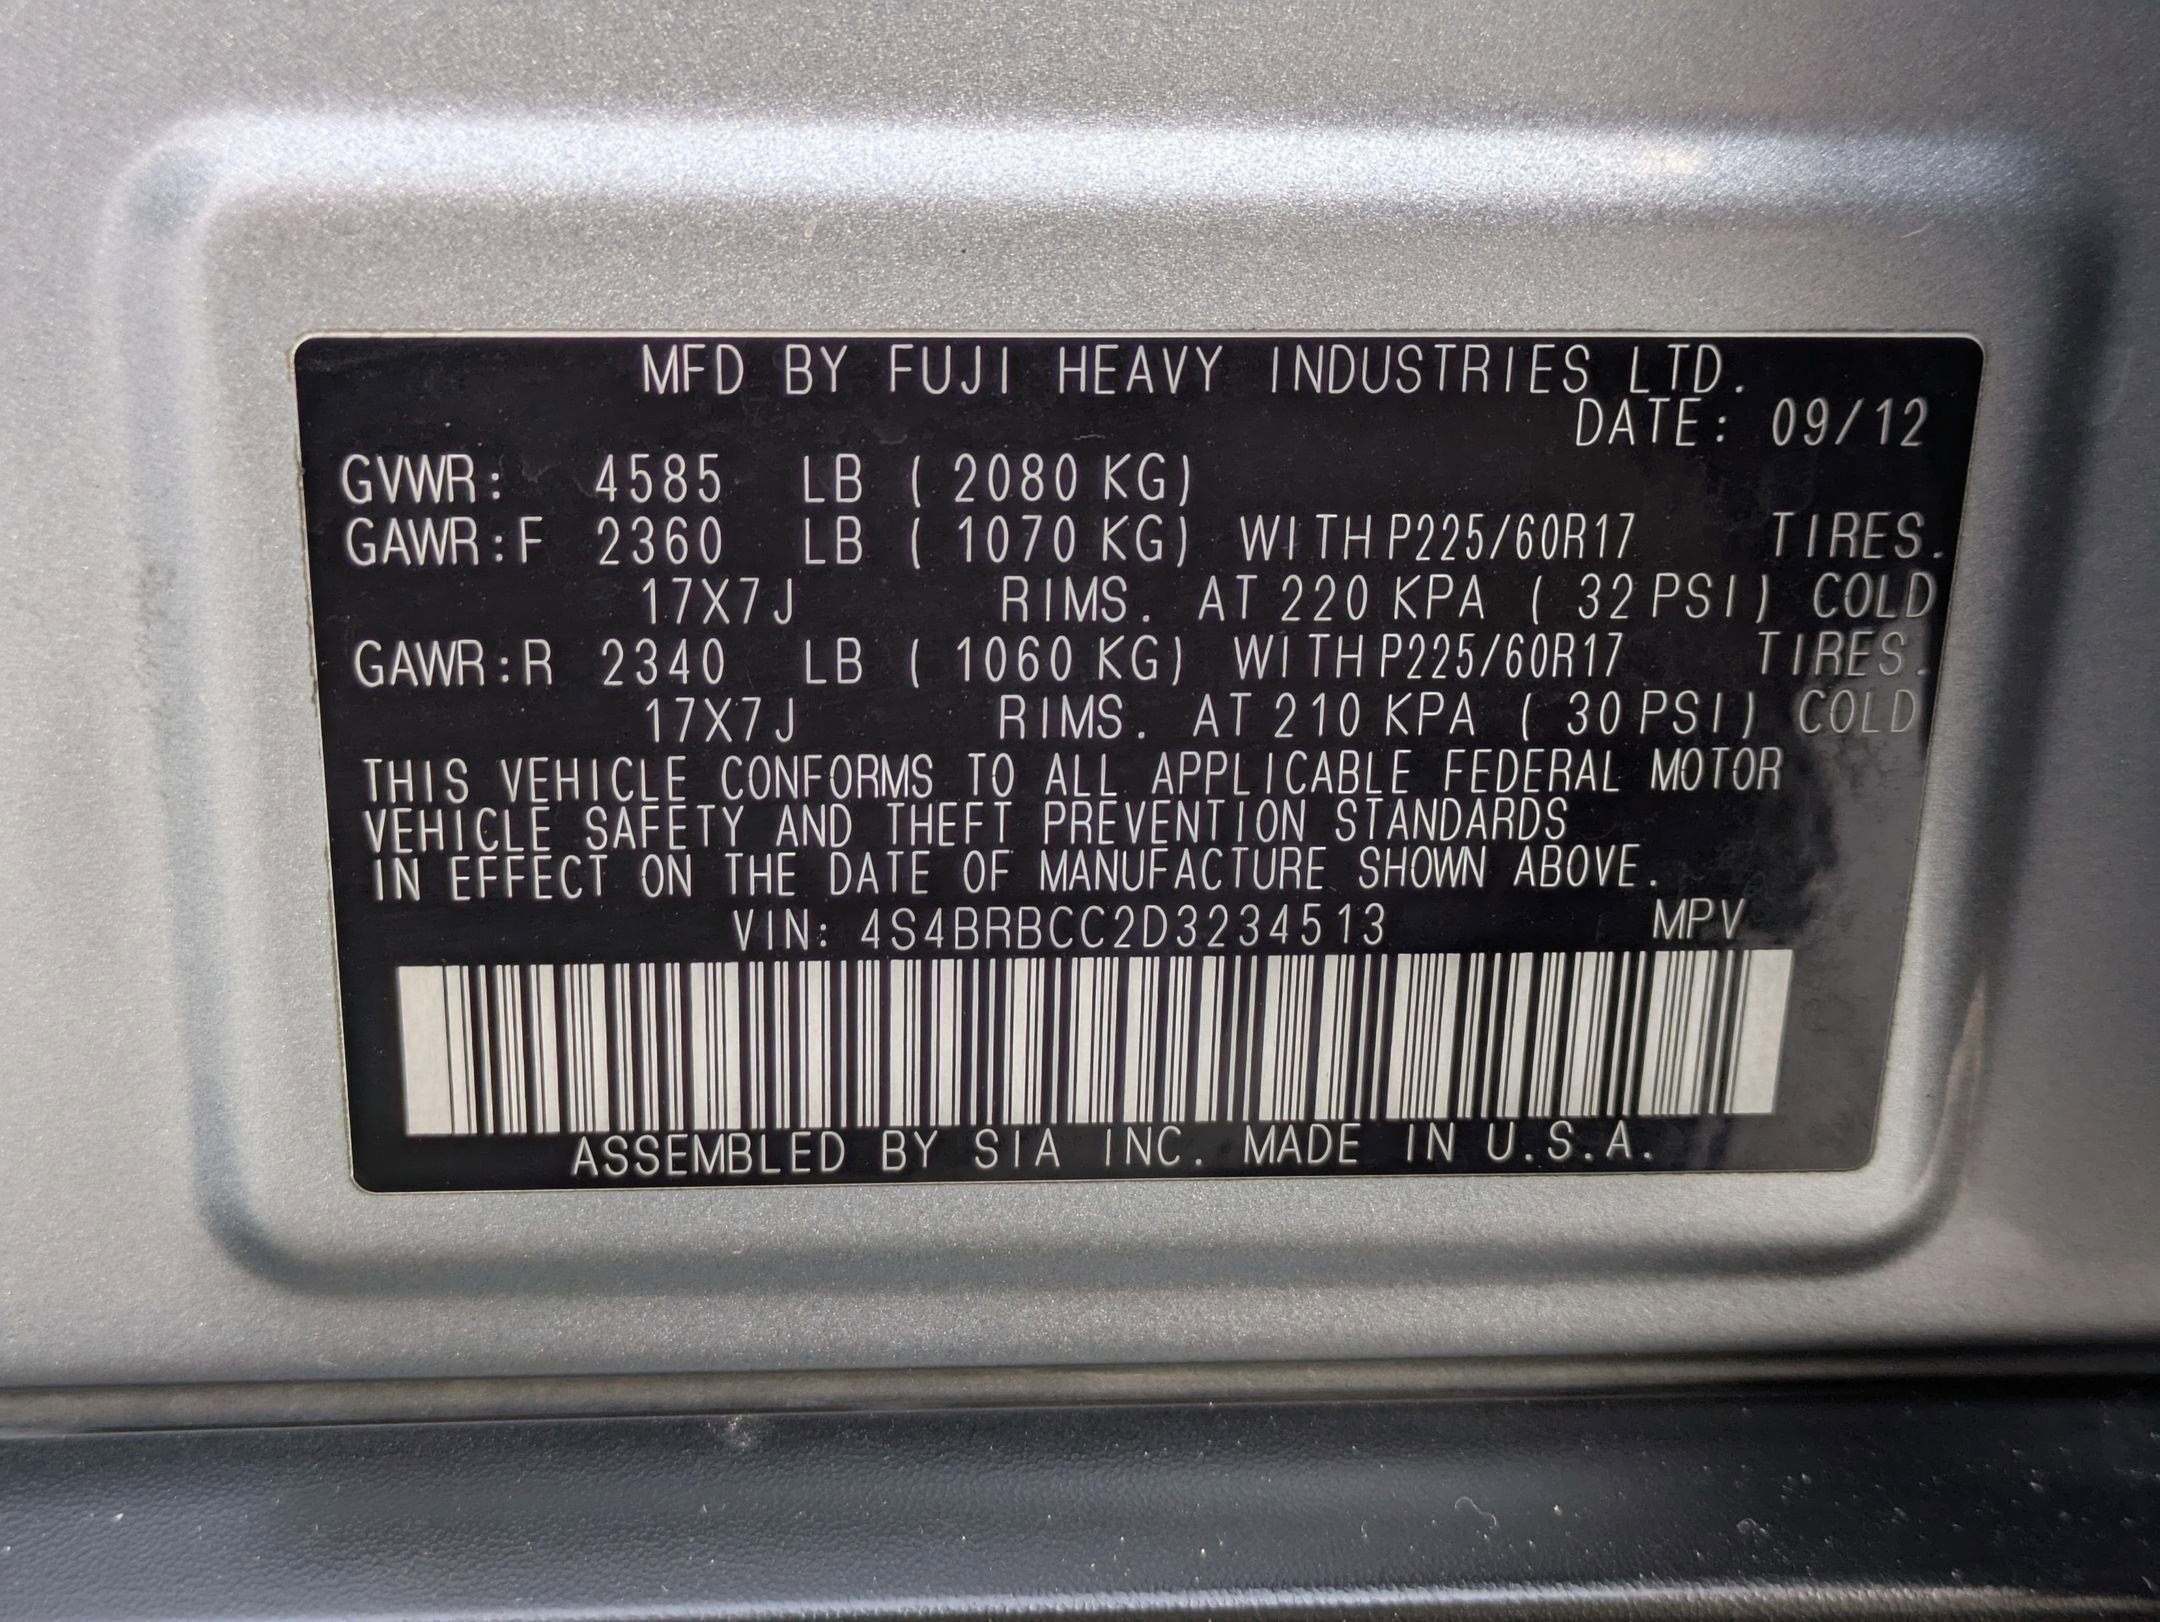 MFD BY FUJI HEAVY INDUSTRIES LTD.
DATE: 09/12
GVWR: 4585 LB ( 2080 KG)
GAWR:F 2360 LB ( 1070 KG) WITH P225/60R17 TIRES.
17X7J RIMS. AT 220 KPA ( 32 PSI) COLD
GAWR:R 2340 LB ( 1060 KG) WITH P225/60R17 TIRES.
17X7J RIMS. AT 210 KPA ( 30 PSI) COLD
THIS VEHICLE CONFORMS TO ALL APPLICABLE FEDERAL MOTOR
VEHICLE SAFETY AND THEFT PREVENTION STANDARDS
IN EFFECT ON THE DATE OF MANUFACTURE SHOWN ABOVE.
VIN: 4S4BRBCC2D3234513 MPV
ASSEMBLED BY SIA INC. MADE IN U.S.A.